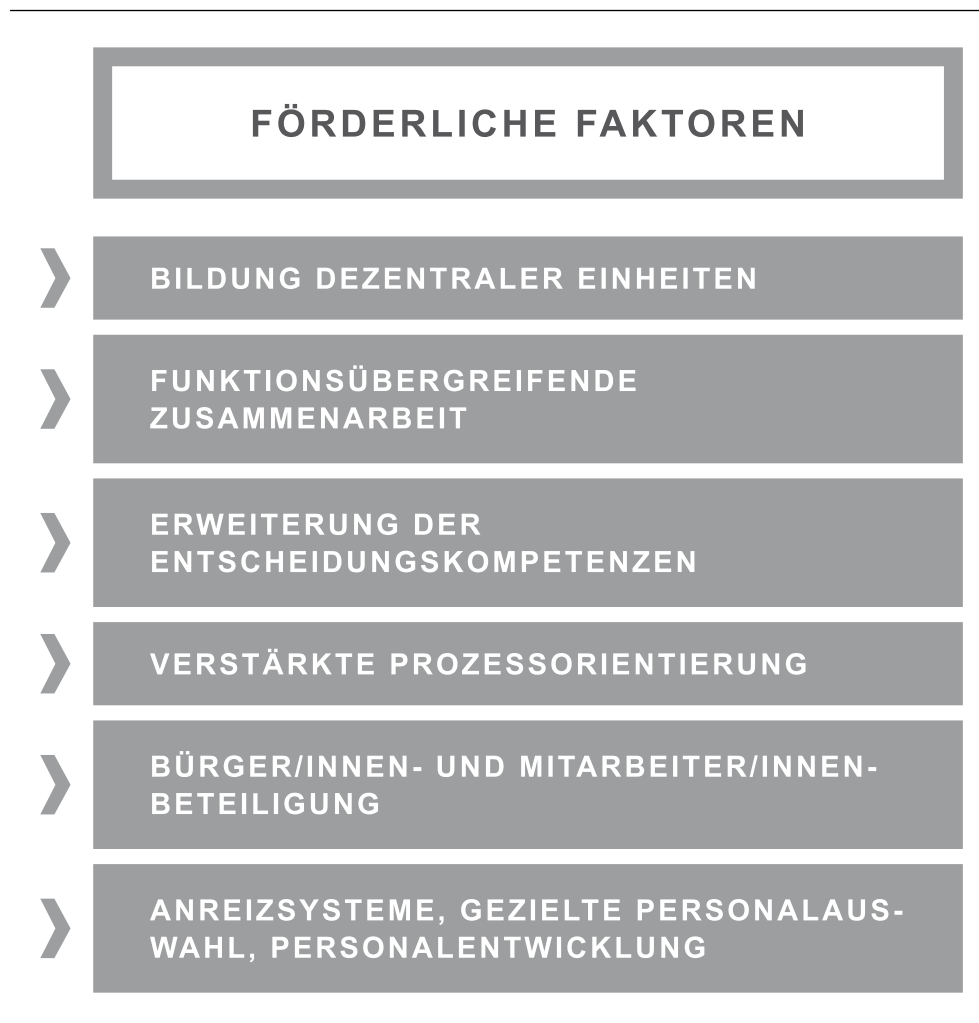 FÖRDERLICHE FAKTOREN
BILDUNG DEZENTRALER EINHEITEN
FUNKTIONSÜBERGREIFENDE
ZUSAMMENARBEIT
ERWEITERUNG DER
ENTSCHEIDUNGSKOMPETENZEN
VERSTÄRKTE PROZESSORIENTIERUNG
BÜRGER/INNEN- UND MITARBEITER/INNEN-
BETEILIGUNG
ANREIZSYSTEME, GEZIELTE PERSONALAUS-
WAHL, PERSONALENTWICKLUNG